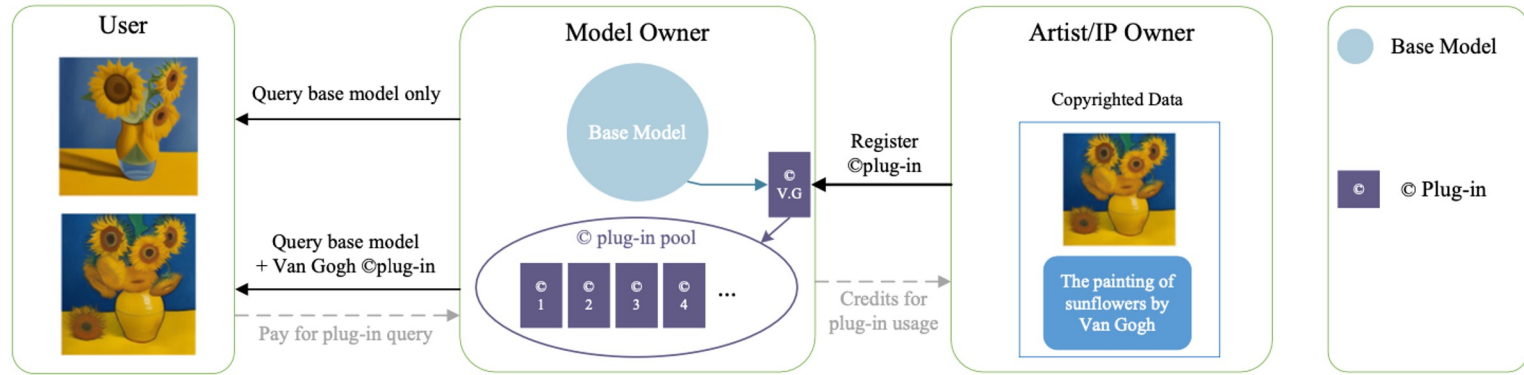 User
Query base model only
Query base model
+ Van Gogh ©plug-in
Pay for plug-in query
Model Owner
Base Model
©
V.G
© plug-in pool
© © © © ...
1 2 3 4
Register
©plug-in
Credits for
plug-in usage
Artist/IP Owner
Copyrighted Data
The painting of
sunflowers by
Van Gogh
Base Model
© © Plug-in